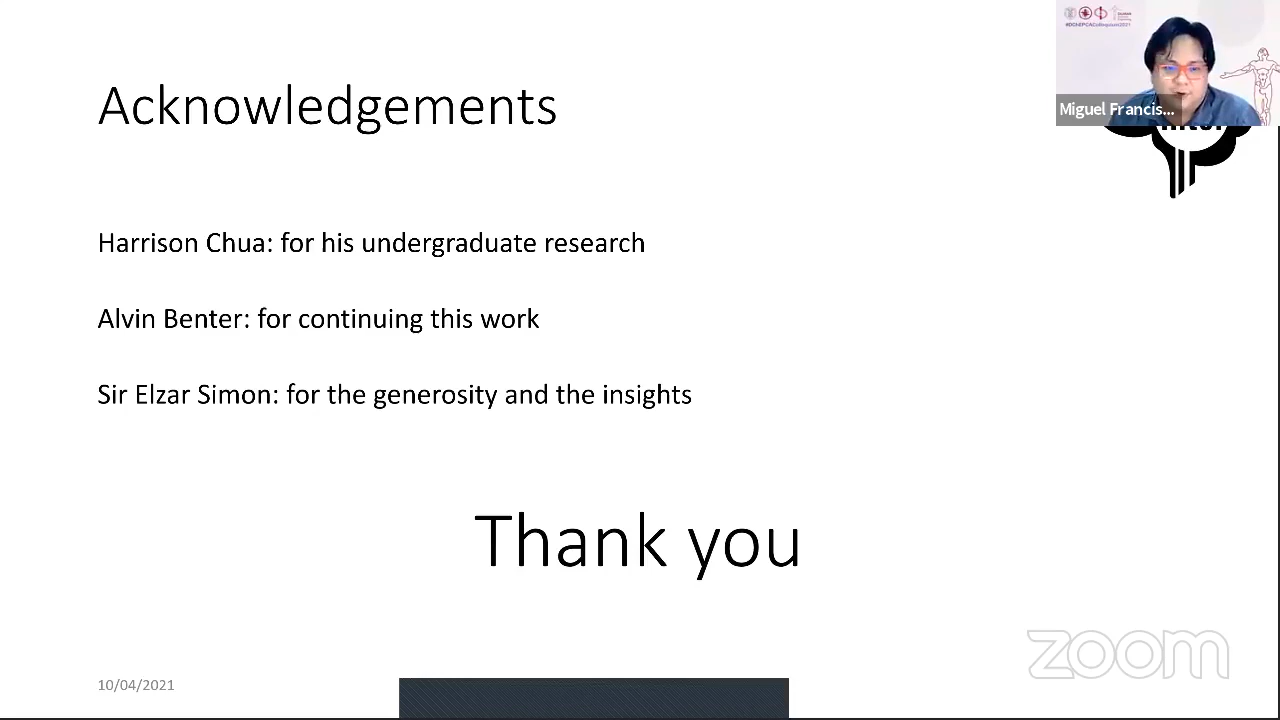 #DChEPCAColloquium2021
Miguel Francis...
Acknowledgements
Harrison Chua: for his undergraduate research
Alvin Benter: for continuing this work
Sir Elzar Simon: for the generosity and the insights
Thank you
zoom
10/04/2021